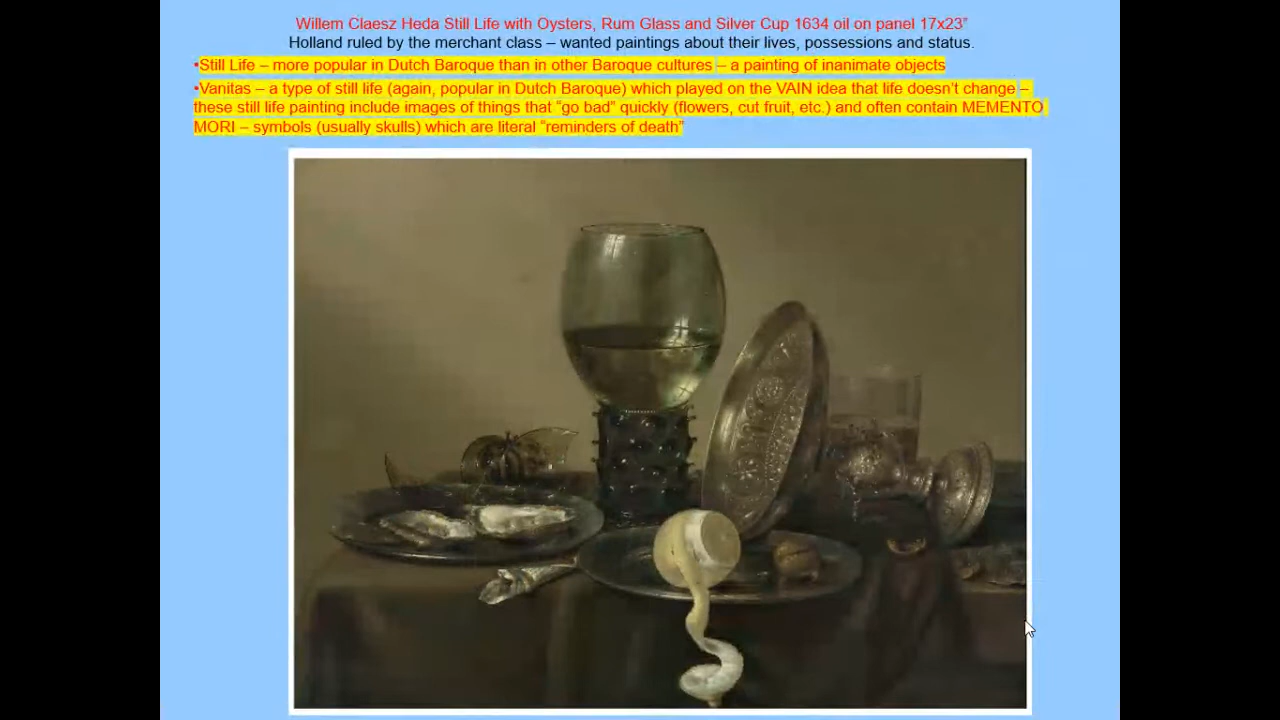 Willem Claesz Heda Still Life with Oysters, Rum Glass and Silver Cup 1634 oil on panel 17x23”
Holland ruled by the merchant class – wanted paintings about their lives, possessions and status.
•Still Life – more popular in Dutch Baroque than in other Baroque cultures – a painting of inanimate objects
•Vanitas – a type of still life (again, popular in Dutch Baroque) which played on the VAIN idea that life doesn’t change –
these still life painting include images of things that “go bad” quickly (flowers, cut fruit, etc.) and often contain MEMENTO
MORI – symbols (usually skulls) which are literal “reminders of death”